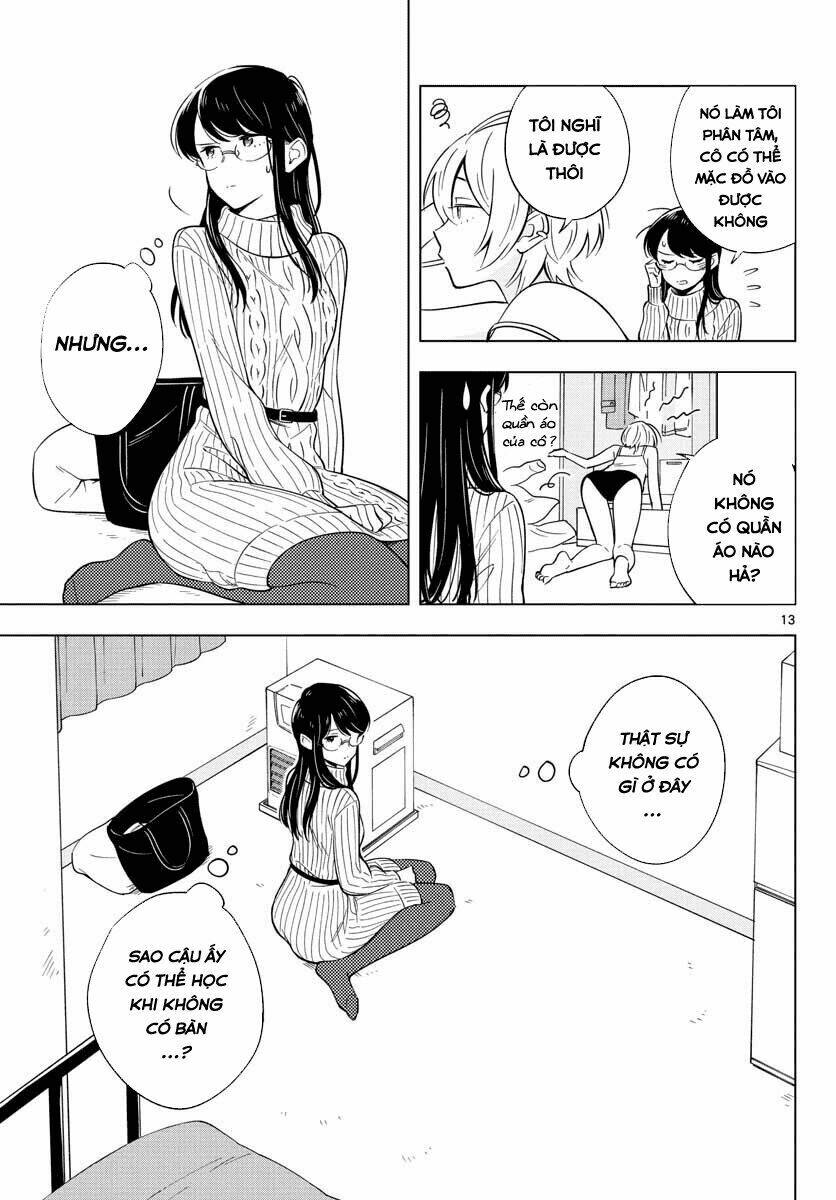 NÓ LÀM TÔI
PHÂN TÂM,
CÔ CÓ THỂ
MẶC ĐỒ VÀO
ĐƯỢC
KHÔNG
TÔI NGHĨ
LÀ ĐƯỢC
THÔI
Thế còn
quần áo
của cô?
NÓ
KHÔNG
CÓ QUẦN
ÁO NÀO
HẢ?
NHƯNG...
13
THẬT SỰ
KHÔNG CÓ
GÌ Ở ĐÂY
...
SAO CẬU ẤY
CÓ THỂ HỌC
KHI KHÔNG
CÓ BÀN
...?